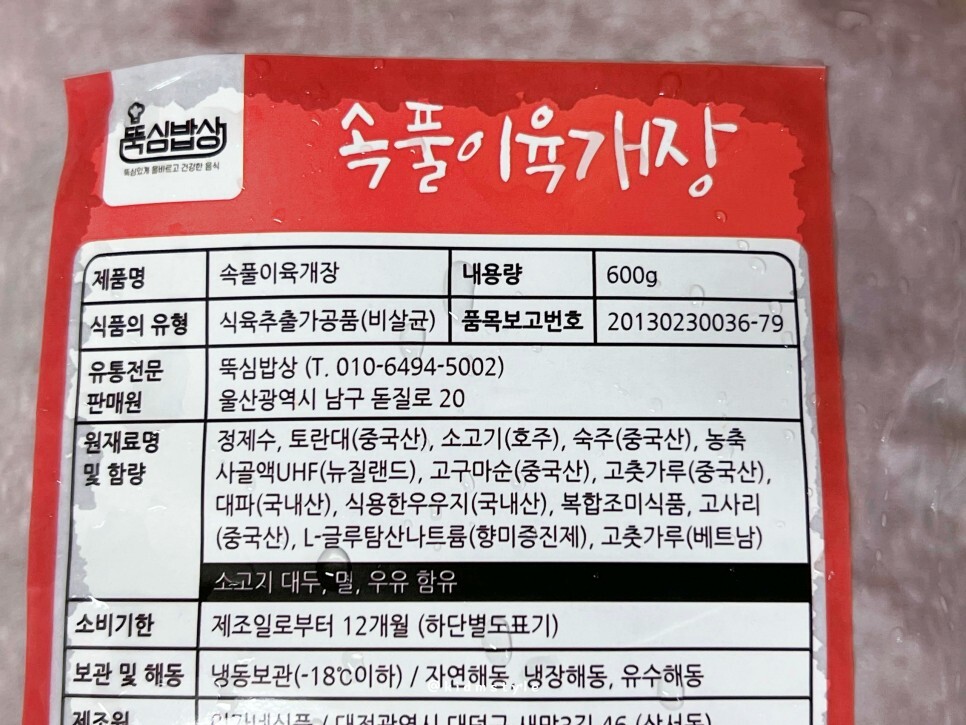 뚝심밥상
뚝심있게 올바르고 건강한 음식
속풀이육개장
제품명 속풀이육개장 내용량 600g
식품의 유형 식육추출가공품(비살균) 품목보고번호 20130230036-79
유통전문 뚝심밥상 (T. 010-6494-5002)
판매원 울산광역시 남구 돋질로 20
원재료명 정제수, 토란대(중국산), 소고기(호주), 숙주(중국산), 농축
및 함량 사골액UHF(뉴질랜드), 고구마순(중국산), 고춧가루(중국산),
대파(국내산), 식용한우우지(국내산), 복합조미식품, 고사리
(중국산), L-글루탐산나트륨(향미증진제), 고춧가루(베트남)
소고기 대두, 밀, 우유 함유
소비기한 제조일로부터 12개월 (하단별도표기)
보관 및 해동 냉동보관(-18℃이하) / 자연해동, 냉장해동, 유수해동
제조원 / 대전광역시 대덕구 46